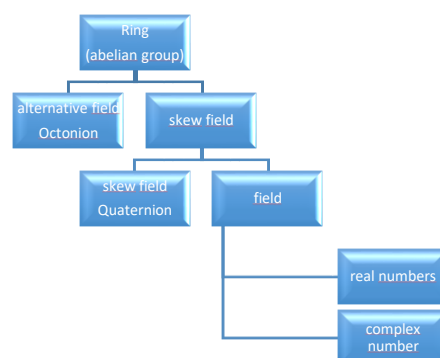 Ring
(abelian group)
alternative field
Octonion
skew field
skew field
Quaternion
field
real numbers
complex
number